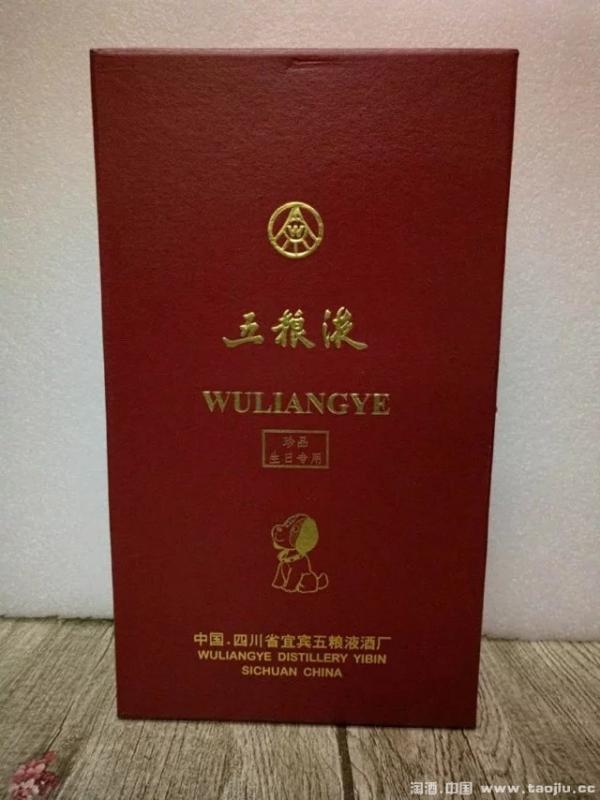 五粮液
WULIANGYE
珍品
生日专用
中国.四川省宜宾五粮液酒厂
WULIANGYE DISTILLERY YIBIN
SICHUAN CHINA
淘酒.中国 www.taojiu.cc